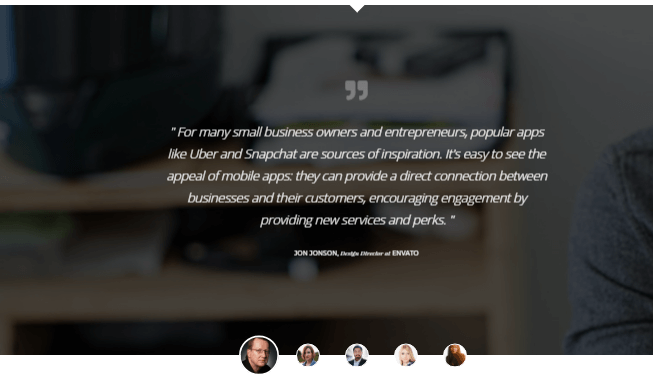 " For many small business owners and entrepreneurs, popular apps
like Uber and Snapchat are sources of inspiration. It's easy to see the
appeal of mobile apps: they can provide a direct connection between
businesses and their customers, encouraging engagement by
providing new services and perks. "
JON JONSON, Design Director at ENVATO